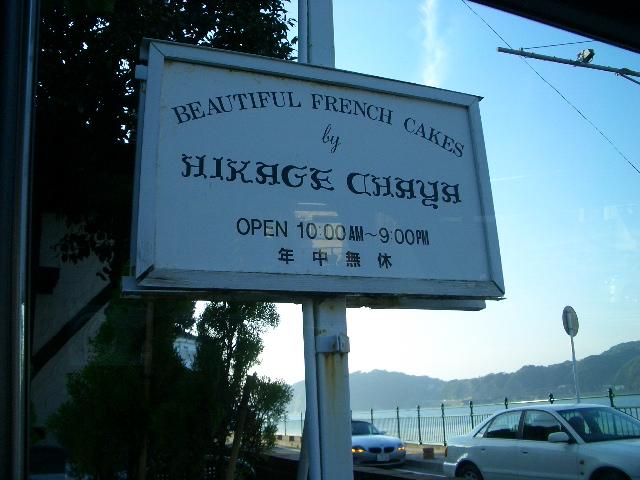 BEAUTIFUL FRENCH CAKES
by
HIKAGE CHAYA
OPEN 10:00AM~9:00PM
年中無休